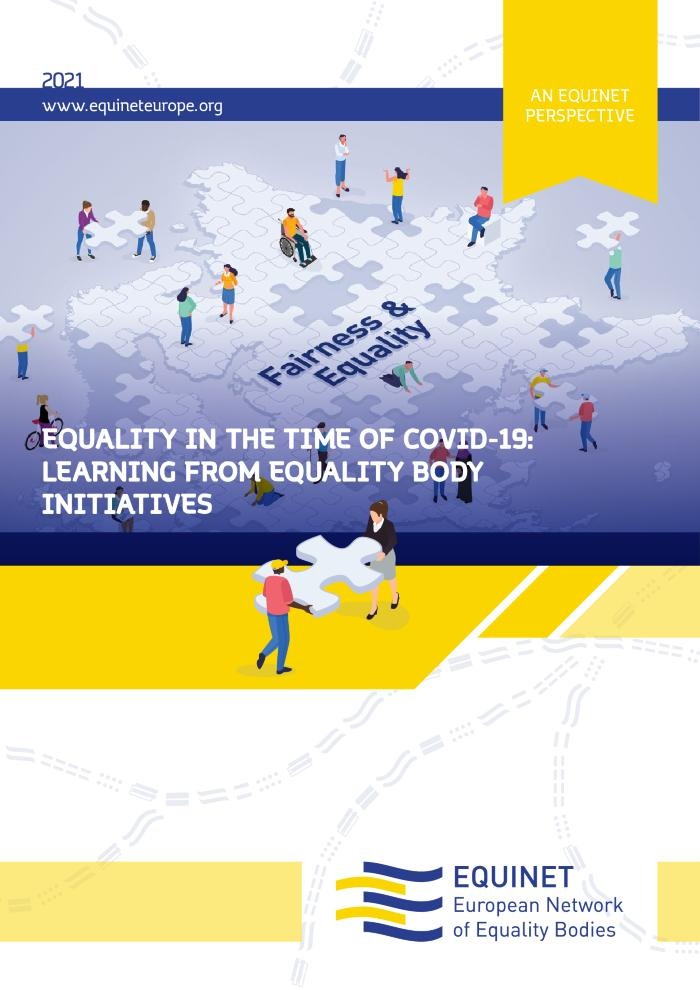 2021
www.equineteurope.org
AN EQUINET
PERSPECTIVE
Fairness &
Equality
EQUALITY IN THE TIME OF COVID-19:
LEARNING FROM EQUALITY BODY
INITIATIVES
EQUINET
European Network
of Equality Bodies